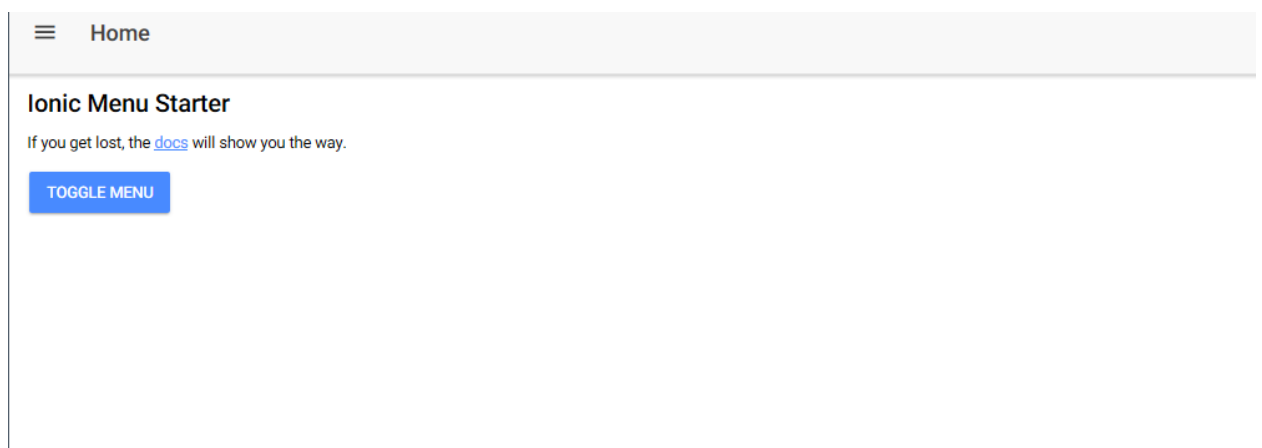 Home
Ionic Menu Starter
If you get lost, the docs will show you the way.
TOGGLE MENU